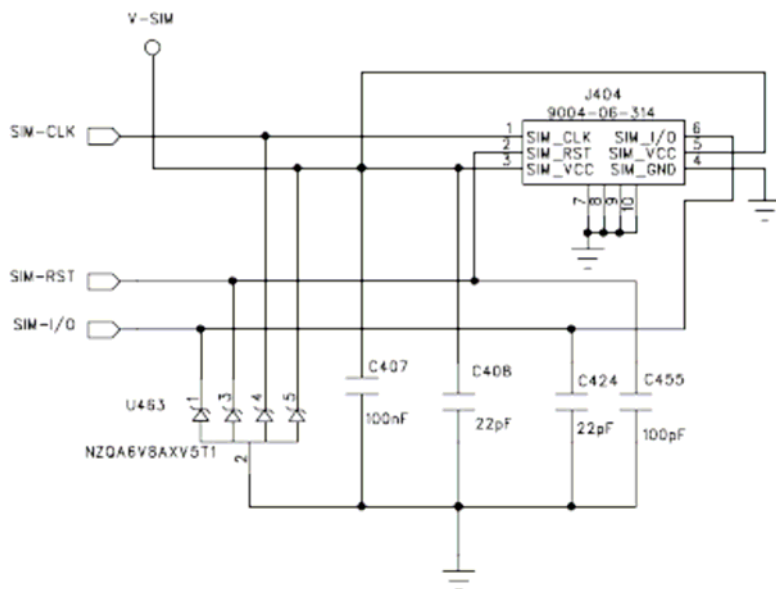 V-SIM
J404
9004-06-314
SIM-CLK
1 SIM_CLK SIM_I/O 6
2 SIM_RST SIM_VCC 5
3 SIM_VCC SIM_GND 4
7 8 9 10
SIM-RST
SIM-I/O
C407
C408
C424
C455
U463
1 3 4 5
100nF
22pF
22pF
100pF
NZQA6V8AXV5T1
2